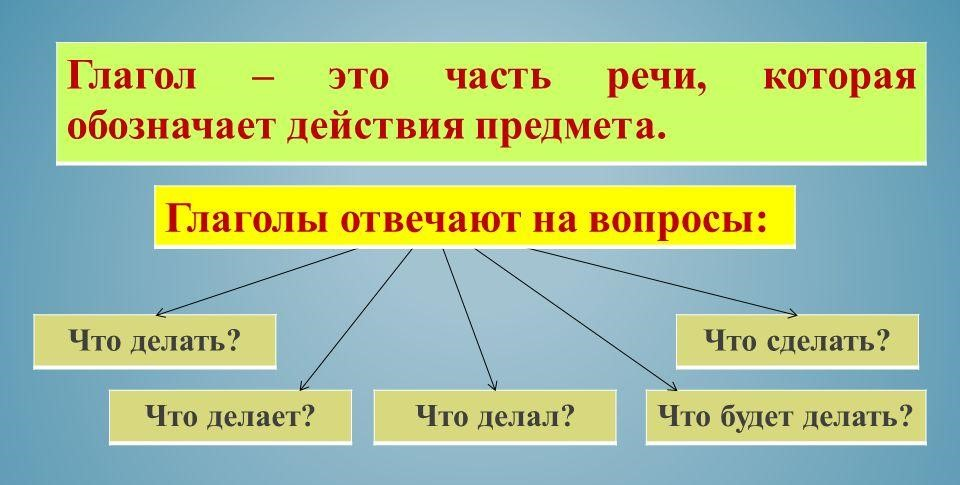 Глагол – это часть речи, которая
обозначает действия предмета.
Глаголы отвечают на вопросы:
Что делать?
Что сделать?
Что делает?
Что делал?
Что будет делать?